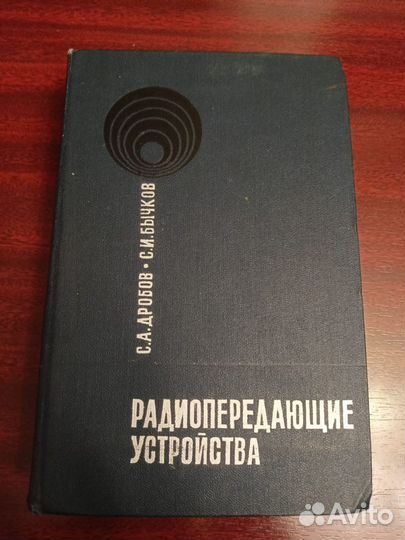 С.А.ДРОБОВ • С.И.БЫЧКОВ
РАДИОПЕРЕДАЮЩИЕ
УСТРОЙСТВА
Avito